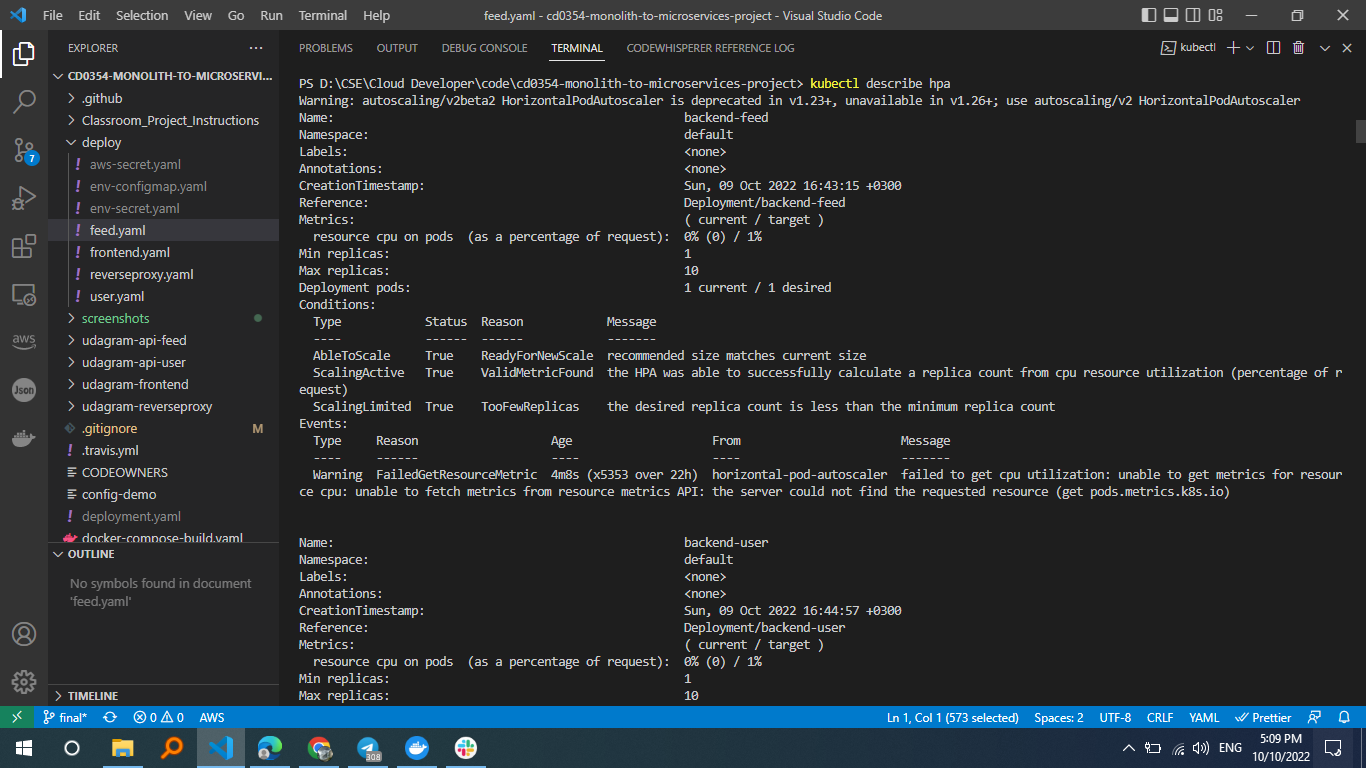 File Edit Selection View Go Run Terminal Help
feed.yaml - cd0354-monolith-to-microservices-project - Visual Studio Code
EXPLORER
CD0354-MONOLITH-TO-MICROSERVI...
.github
Classroom_Project_Instructions
deploy
! aws-secret.yaml
! env-configmap.yaml
! env-secret.yaml
! feed.yaml
! frontend.yaml
! reverseproxy.yaml
! user.yaml
screenshots
udagram-api-feed
udagram-api-user
udagram-frontend
udagram-reverseproxy
.gitignore M
! .travis.yml
CODEOWNERS
config-demo
! deployment.yaml
docker-compose-build.yaml
OUTLINE
No symbols found in document
'feed.yaml'
TIMELINE
7
aws
Json
PROBLEMS OUTPUT DEBUG CONSOLE TERMINAL CODEWHISPERER REFERENCE LOG
kubectl
PS D:\CSE\Cloud Developer\code\cd0354-monolith-to-microservices-project> kubectl describe hpa
Warning: autoscaling/v2beta2 HorizontalPodAutoscaler is deprecated in v1.23+, unavailable in v1.26+; use autoscaling/v2 HorizontalPodAutoscaler
Name: backend-feed
Namespace: default
Labels: <none>
Annotations: <none>
CreationTimestamp: Sun, 09 Oct 2022 16:43:15 +0300
Reference: Deployment/backend-feed
Metrics: ( current / target )
resource cpu on pods (as a percentage of request): 0% (0) / 1%
Min replicas: 1
Max replicas: 10
Deployment pods: 1 current / 1 desired
Conditions:
Type Status Reason Message
---- ------ ------ -------
AbleToScale True ReadyForNewScale recommended size matches current size
ScalingActive True ValidMetricFound the HPA was able to successfully calculate a replica count from cpu resource utilization (percentage of r
equest)
ScalingLimited True TooFewReplicas the desired replica count is less than the minimum replica count
Events:
Type Reason Age From Message
---- ------ ---- ---- -------
Warning FailedGetResourceMetric 4m8s (x5353 over 22h) horizontal-pod-autoscaler failed to get cpu utilization: unable to get metrics for resour
ce cpu: unable to fetch metrics from resource metrics API: the server could not find the requested resource (get pods.metrics.k8s.io)
Name: backend-user
Namespace: default
Labels: <none>
Annotations: <none>
CreationTimestamp: Sun, 09 Oct 2022 16:44:57 +0300
Reference: Deployment/backend-user
Metrics: ( current / target )
resource cpu on pods (as a percentage of request): 0% (0) / 1%
Min replicas: 1
Max replicas: 10
final* 0 0 AWS
Ln 1, Col 1 (573 selected) Spaces: 2 UTF-8 CRLF YAML Prettier
308
ENG
5:09 PM
10/10/2022